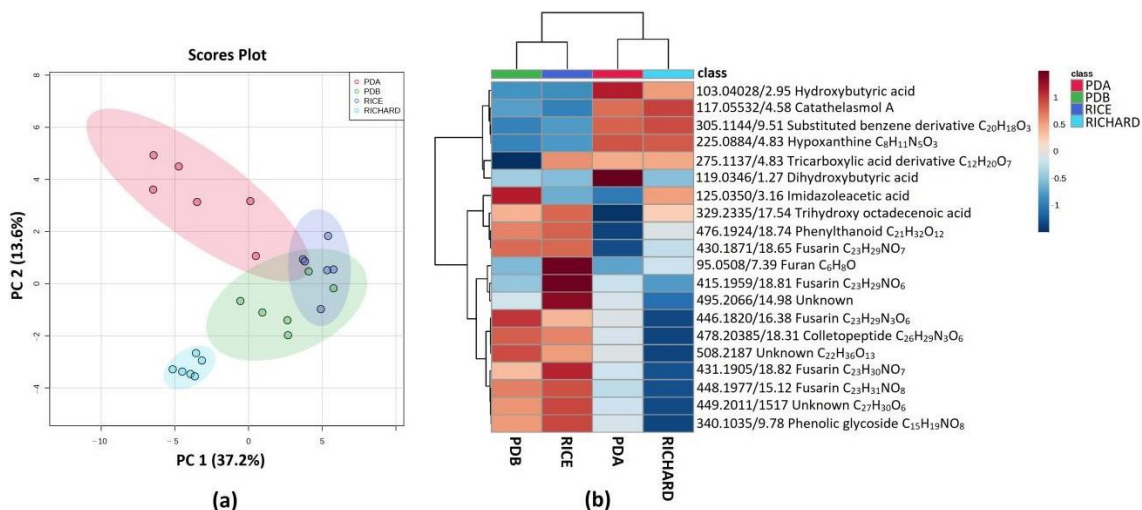 Scores Plot
PDA
PDB
RICE
RICHARD
PC 2 (13.6%)
8
6
4
2
0
−2
−4
−10
−5
0
5
PC 1 (37.2%)
(a)
class
103.04028/2.95 Hydroxybutyric acid
117.05532/4.58 Catathelasmol A
305.1144/9.51 Substituted benzene derivative C₂₀H₁₈O₃
225.0884/4.83 Hypoxanthine C₈H₁₁N₅O₃
275.1137/4.83 Tricarboxylic acid derivative C₁₂H₂₀O₇
119.0346/1.27 Dihydroxybutyric acid
125.0350/3.16 Imidazoleacetic acid
329.2335/17.54 Trihydroxy octadecenoic acid
476.1924/18.74 Phenylthanoid C₂₁H₃₂O₁₂
430.1871/18.65 Fusarin C₂₃H₂₉NO₇
95.0508/7.39 Furan C₆H₈O
415.1959/18.81 Fusarin C₂₃H₂₉NO₆
495.2066/14.98 Unknown
446.1820/16.38 Fusarin C₂₃H₂₉N₃O₆
478.20385/18.31 Colletopeptide C₂₆H₂₉N₃O₆
508.2187 Unknown C₂₂H₃₆O₁₃
431.1905/18.82 Fusarin C₂₃H₃₀NO₇
448.1977/15.12 Fusarin C₂₃H₃₁NO₈
449.2011/1517 Unknown C₂₇H₃₀O₆
340.1035/9.78 Phenolic glycoside C₁₅H₁₉NO₈
PDB
RICE
PDA
RICHARD
(b)
1
0.5
0
0.5
1
class
PDA
PDB
RICE
RICHARD